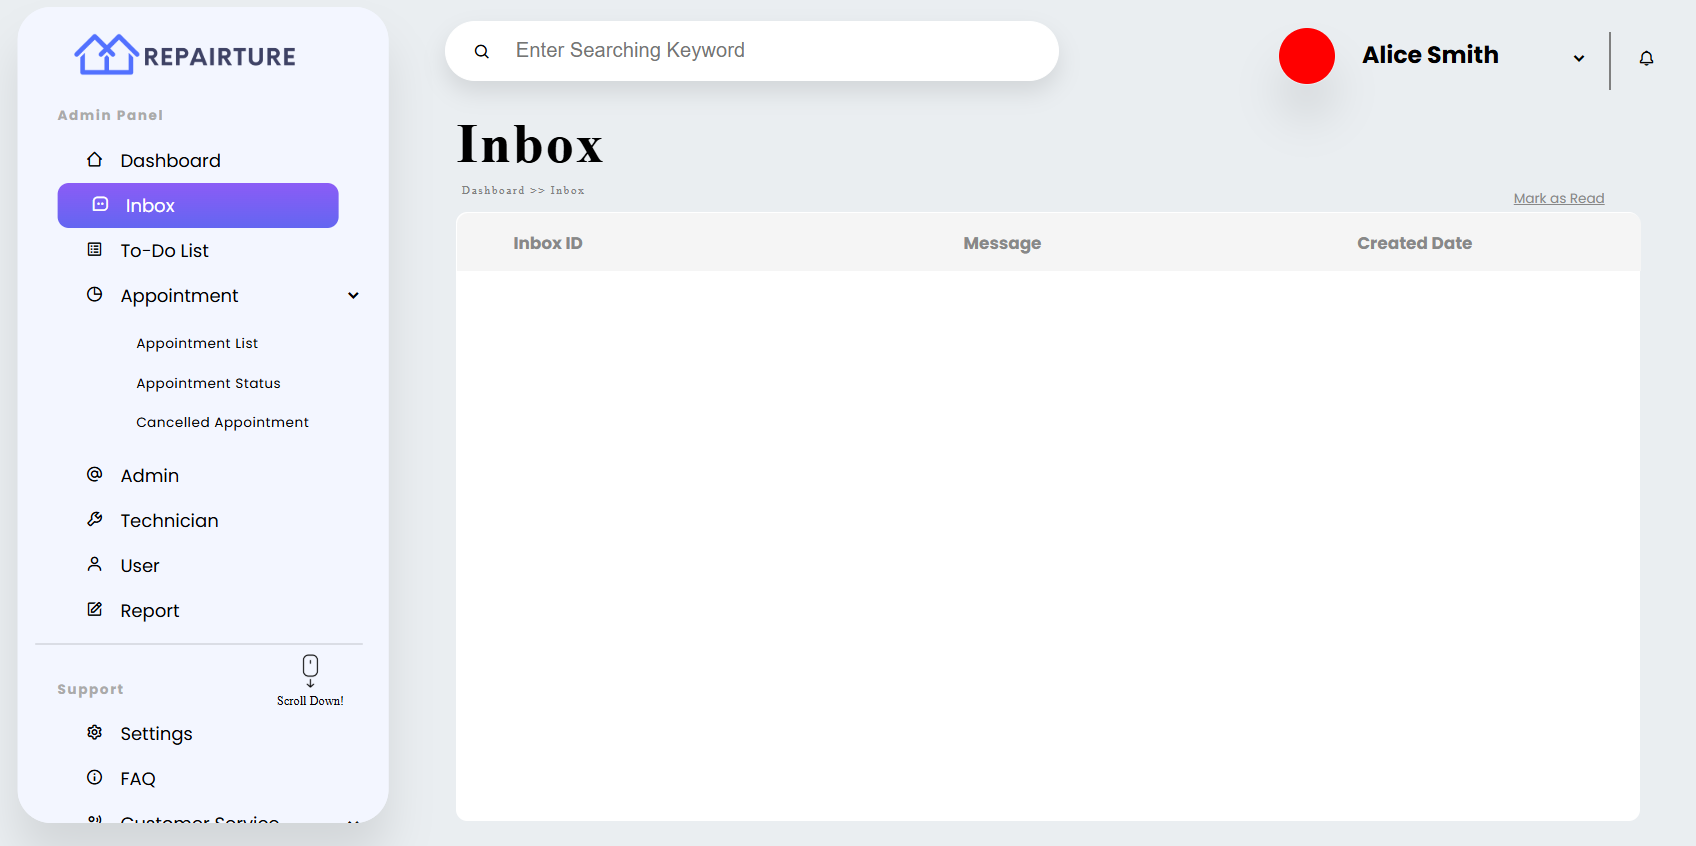 REPAIRTURE
Admin Panel
Dashboard
Inbox
To-Do List
Appointment
Appointment List
Appointment Status
Cancelled Appointment
Admin
Technician
User
Report
Support
Scroll Down!
Settings
FAQ
Customer Service
Enter Searching Keyword
Alice Smith
Inbox
Dashboard >> Inbox
Mark as Read
Inbox ID Message Created Date